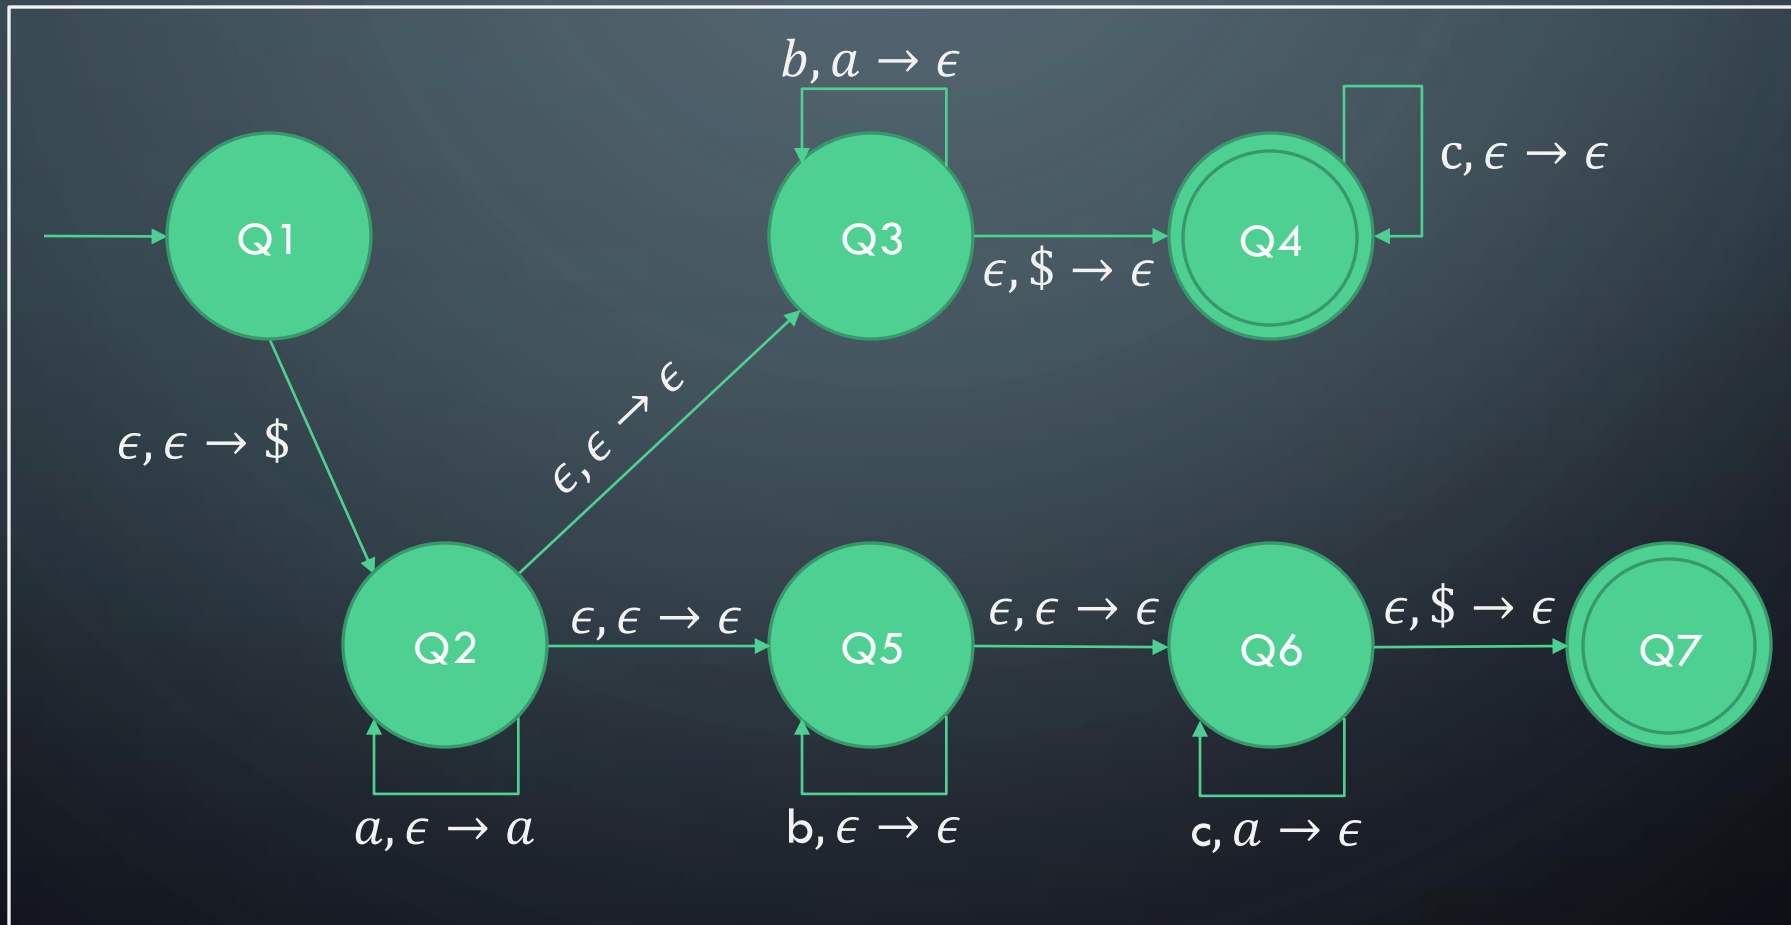 b, a → ϵ
Q1
Q3
Q4
c, ϵ → ϵ
ϵ, $ → ϵ
ϵ, ϵ → $
ϵ, ϵ → ϵ
Q2
ϵ, ϵ → ϵ
Q5
ϵ, ϵ → ϵ
Q6
ϵ, $ → ϵ
Q7
a, ϵ → a
b, ϵ → ϵ
c, a → ϵ